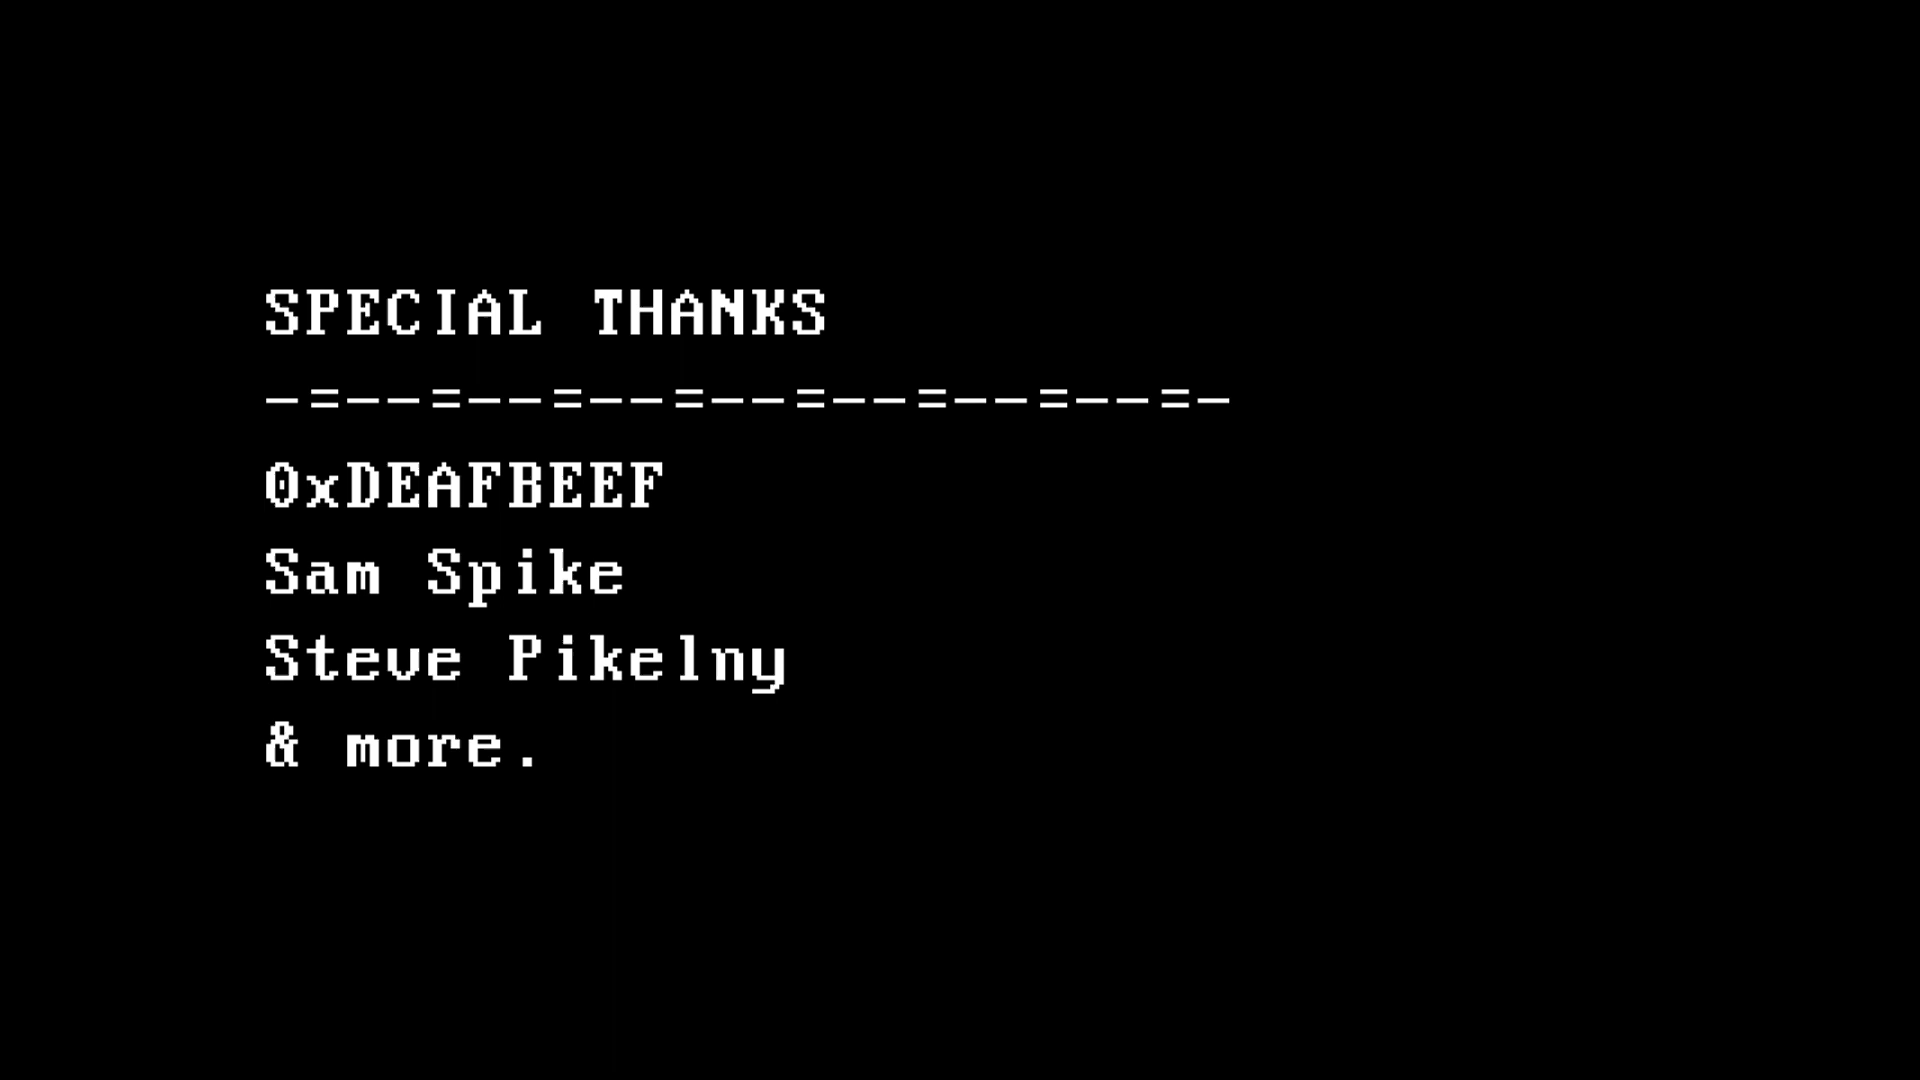 SPECIAL THANKS
-=--=--=--=--=--=--=--=-
0xDEAFBEEF
Sam Spike
Steve Pikelny
& more.